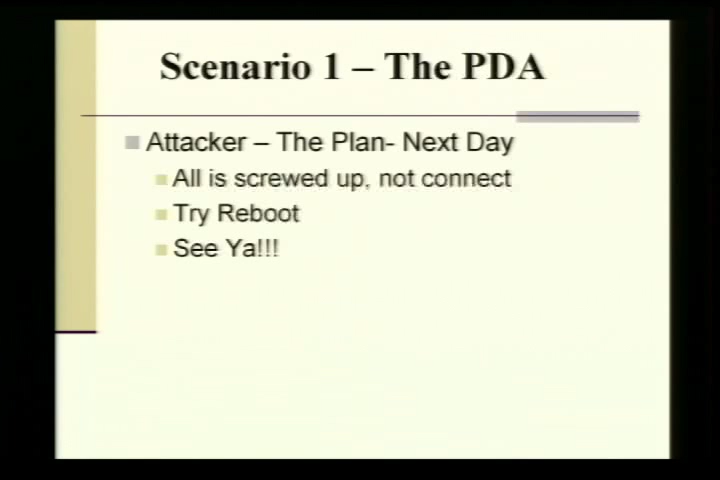 Scenario 1 – The PDA
Attacker – The Plan- Next Day
All is screwed up, not connect
Try Reboot
See Ya!!!